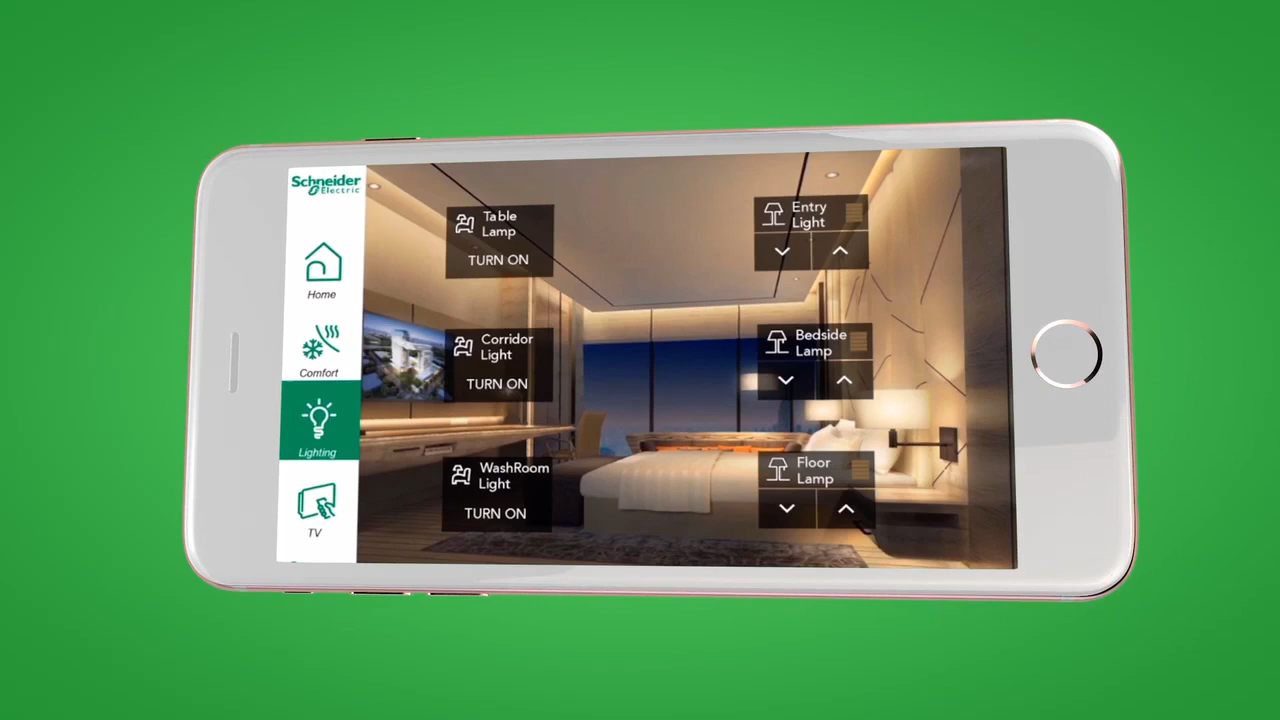 Schneider
Electric
Home
Comfort
Lighting
TV
Table
Lamp
TURN ON
Corridor
Light
TURN ON
WashRoom
Light
TURN ON
Entry
Light
Bedside
Lamp
Floor
Lamp